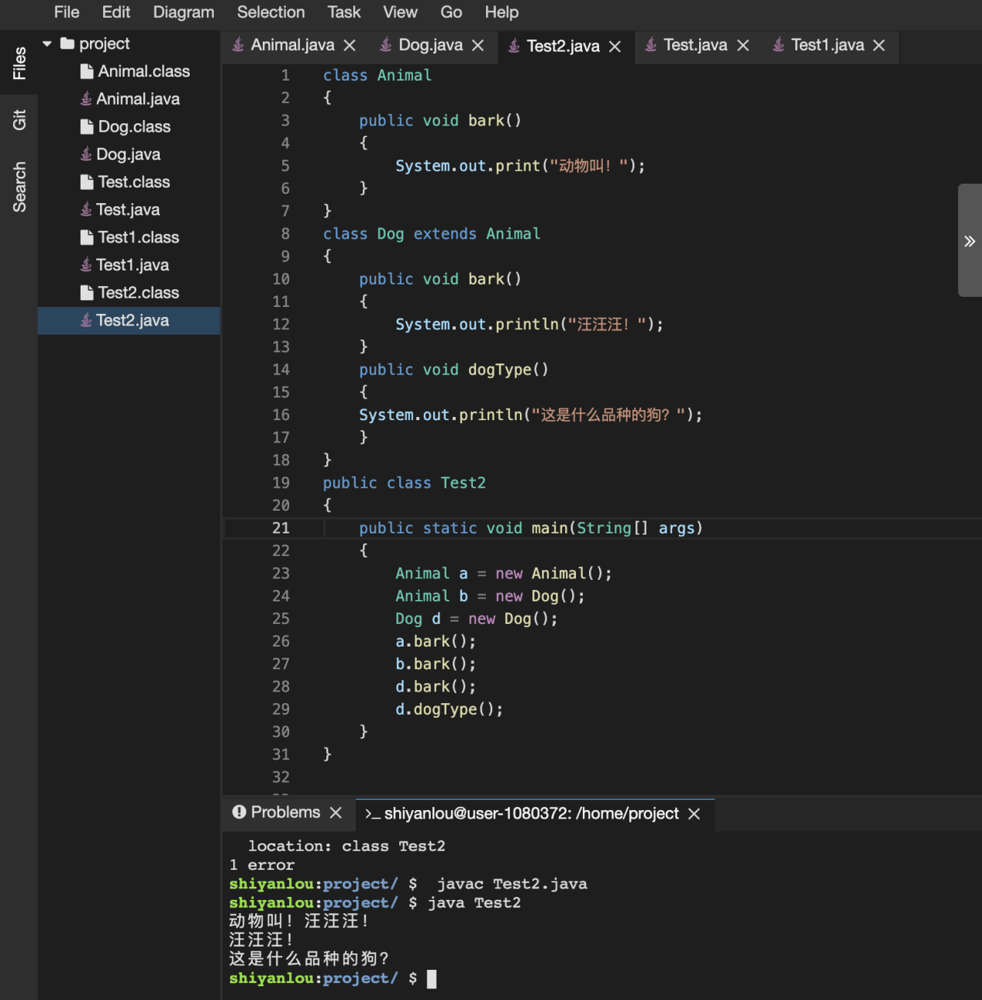 File Edit Diagram Selection Task View Go Help
Files
Git
Search
project
Animal.class
Animal.java
Dog.class
Dog.java
Test.class
Test.java
Test1.class
Test1.java
Test2.class
Test2.java
Animal.java Dog.java Test2.java Test.java Test1.java
1 class Animal
2 {
3 public void bark()
4 {
5 System.out.print("动物叫！");
6 }
7 }
8 class Dog extends Animal
9 {
10 public void bark()
11 {
12 System.out.println("汪汪汪！");
13 }
14 public void dogType()
15 {
16 System.out.println("这是什么品种的狗？");
17 }
18 }
19 public class Test2
20 {
21 public static void main(String[] args)
22 {
23 Animal a = new Animal();
24 Animal b = new Dog();
25 Dog d = new Dog();
26 a.bark();
27 b.bark();
28 d.bark();
29 d.dogType();
30 }
31 }
32
Problems >_ shiyanlou@user-1080372: /home/project
location: class Test2
1 error
shiyanlou:project/ $ javac Test2.java
shiyanlou:project/ $ java Test2
动物叫！汪汪汪！
汪汪汪！
这是什么品种的狗？
shiyanlou:project/ $